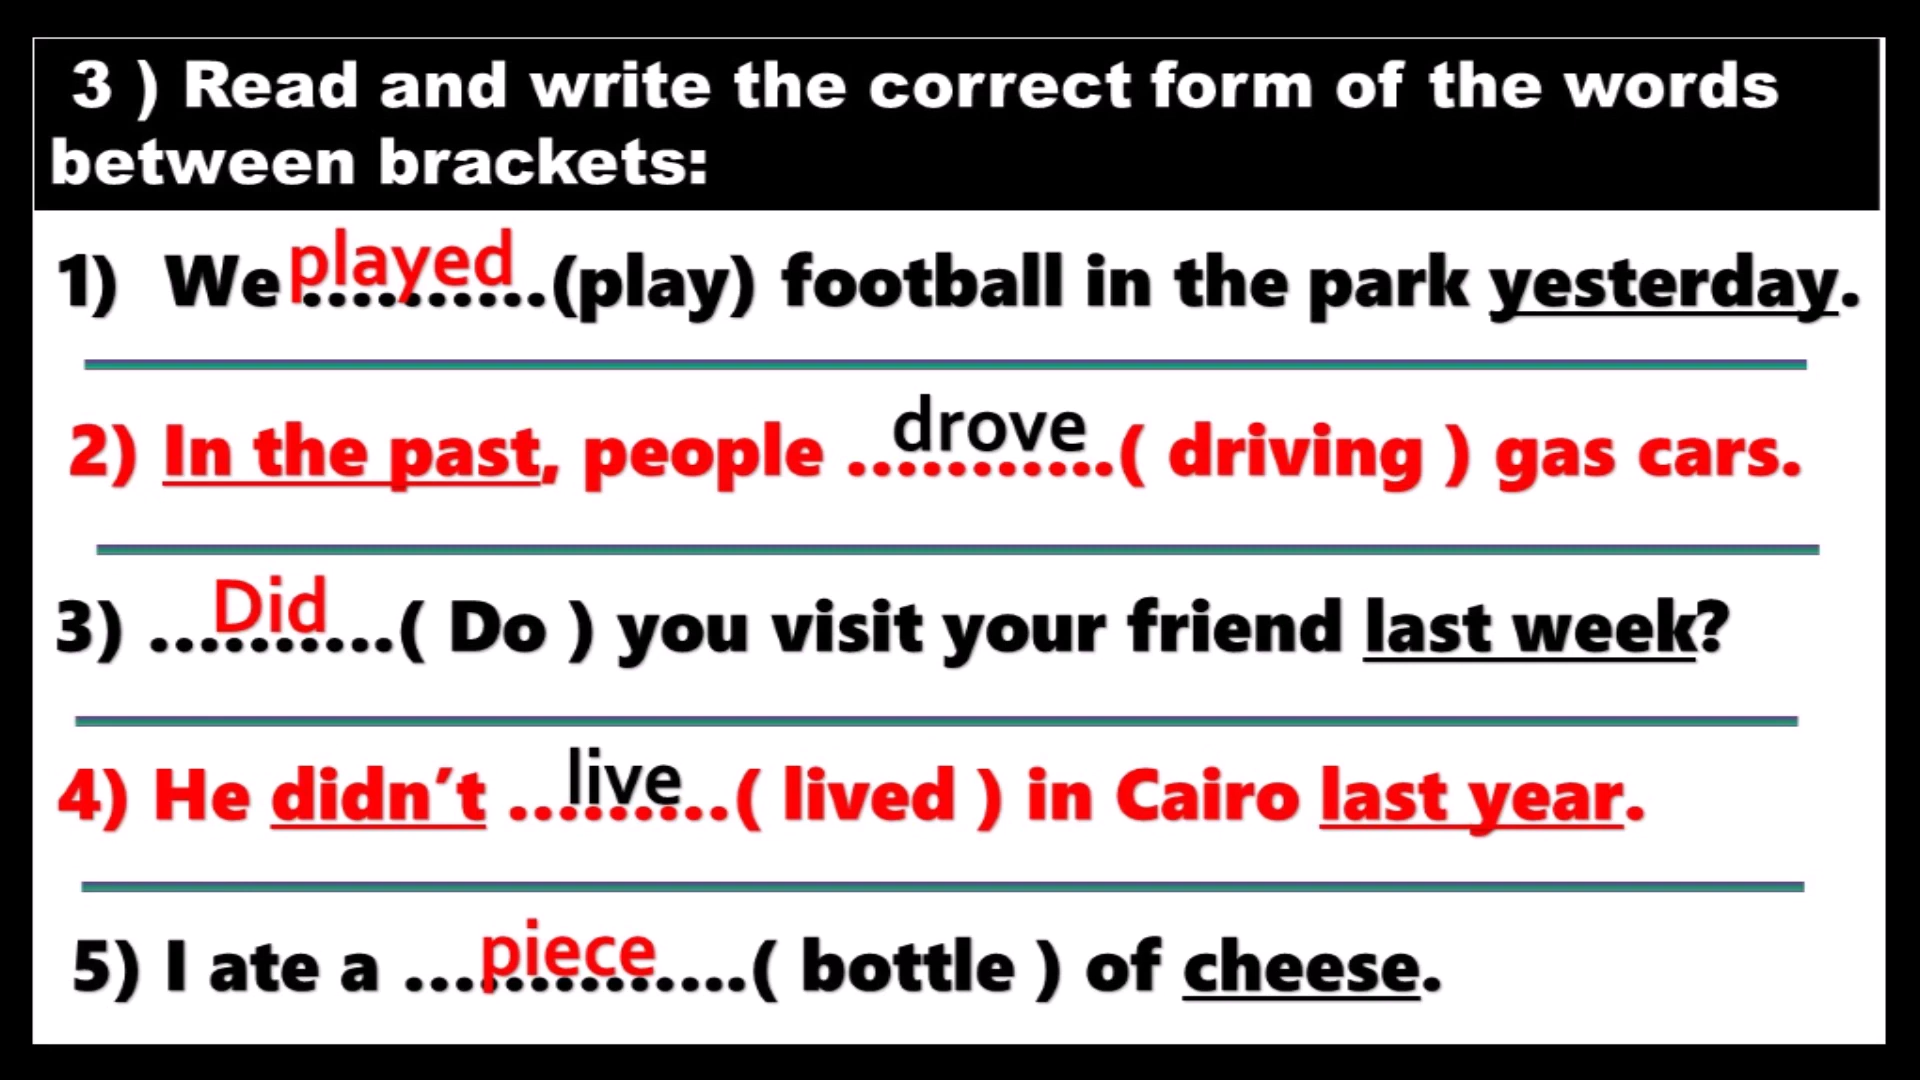 3 ) Read and write the correct form of the words
between brackets:
1) We played ..........(play) football in the park yesterday.
2) In the past, people ...drove........( driving ) gas cars.
3) ...Did.......( Do ) you visit your friend last week?
4) He didn’t ..live.......( lived ) in Cairo last year.
5) I ate a ...piece...........( bottle ) of cheese.